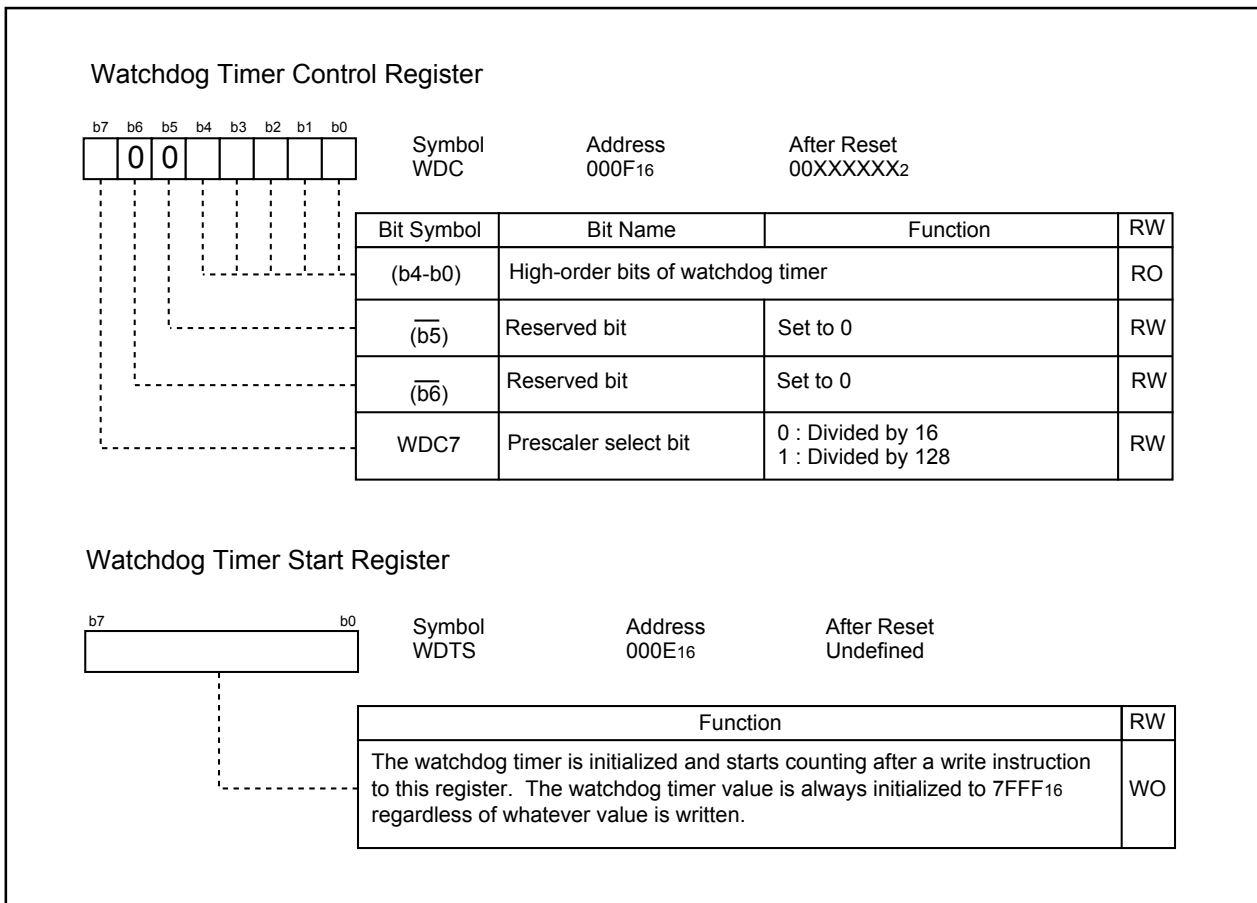 Watchdog Timer Control Register
b7 b6 b5 b4 b3 b2 b1 b0
0 0
Symbol Address After Reset
WDC 000F16 00XXXXXX2
Bit Symbol Bit Name Function RW
(b4-b0) High-order bits of watchdog timer RO
(b5) Reserved bit Set to 0 RW
(b6) Reserved bit Set to 0 RW
WDC7 Prescaler select bit 0 : Divided by 16
1 : Divided by 128 RW
Watchdog Timer Start Register
b7 b0
Symbol Address After Reset
WDTS 000E16 Undefined
Function RW
The watchdog timer is initialized and starts counting after a write instruction
to this register. The watchdog timer value is always initialized to 7FFF16 WO
regardless of whatever value is written.